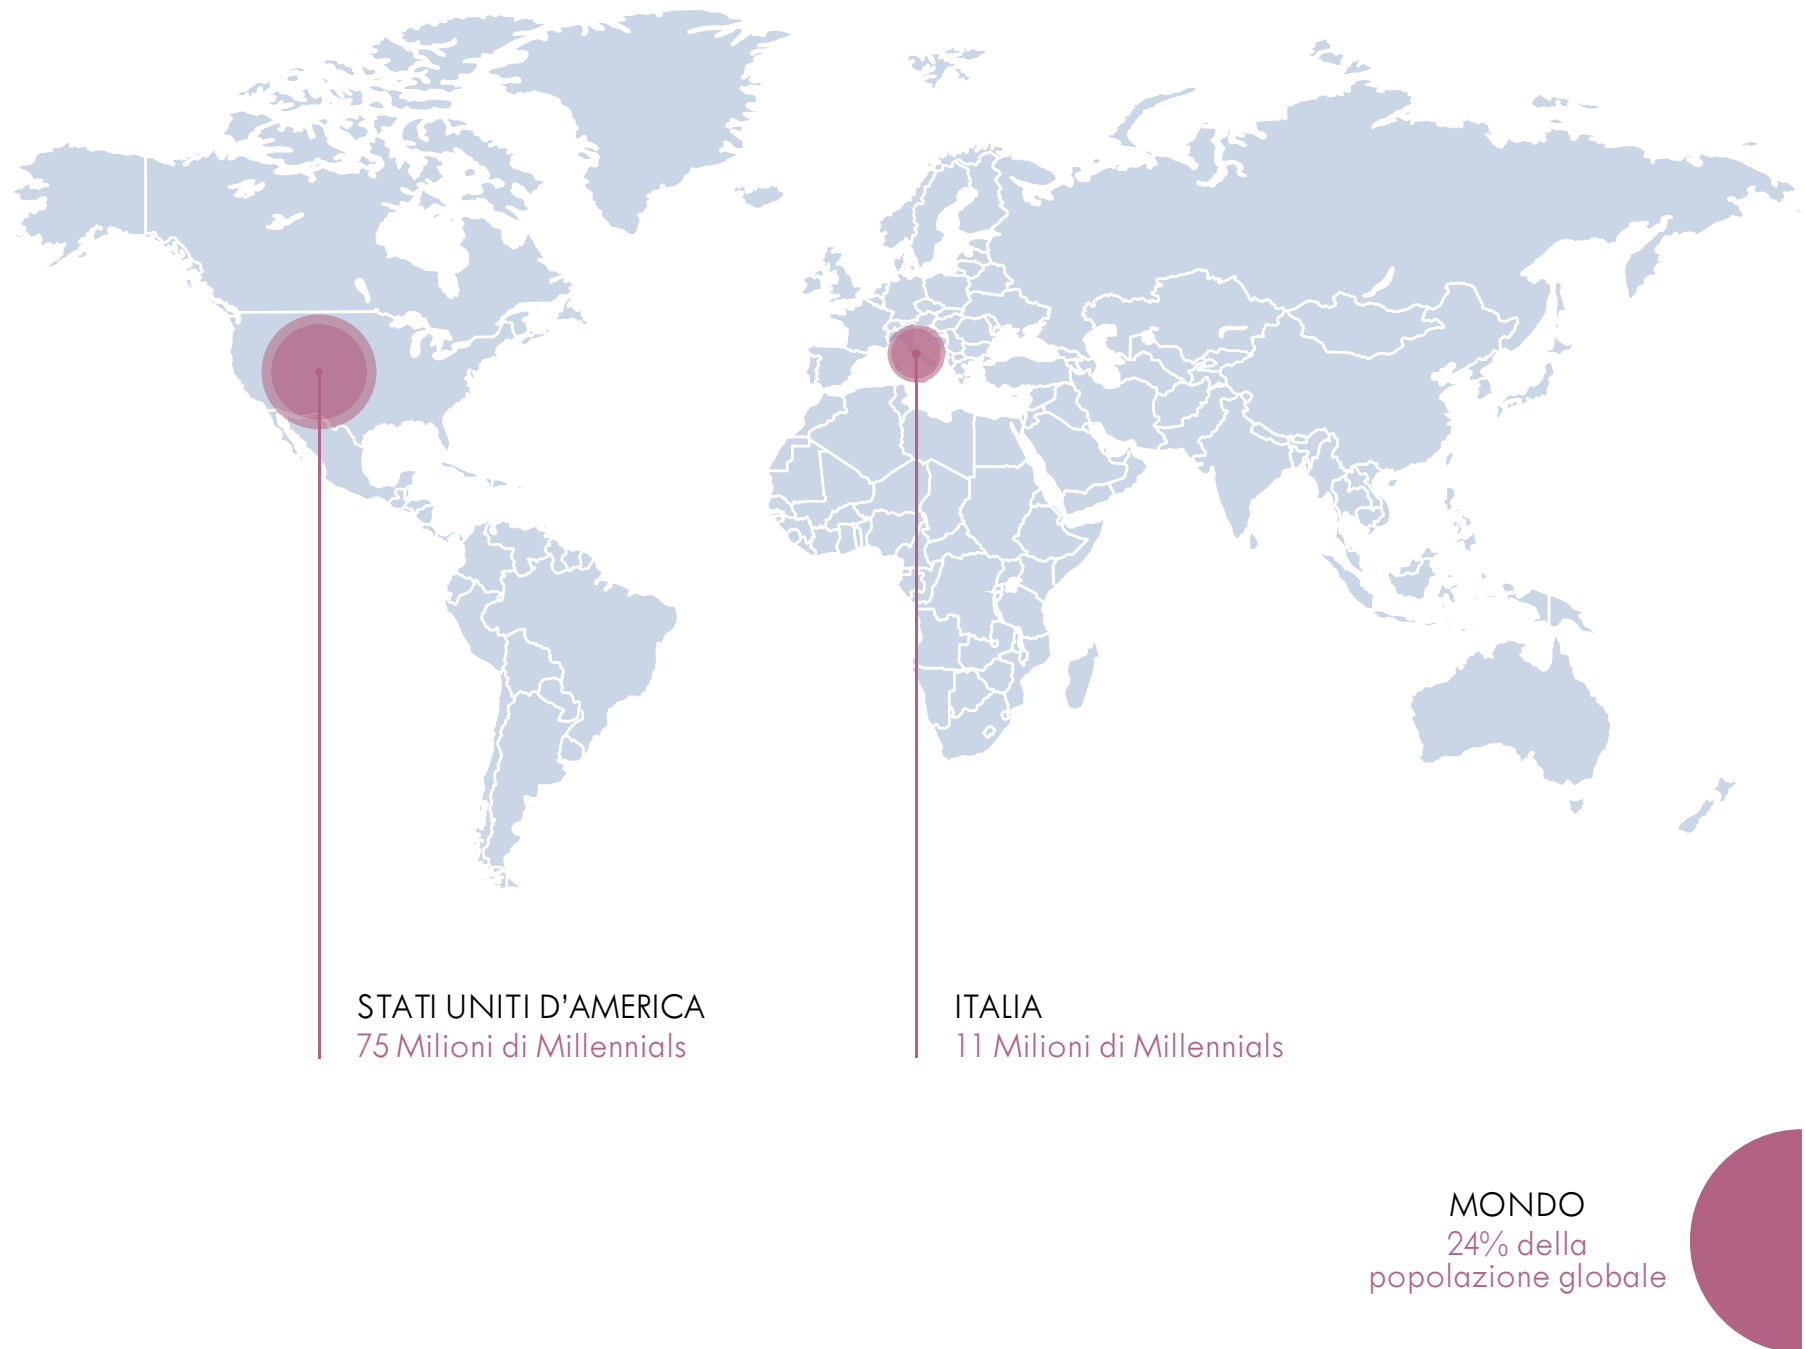 STATI UNITI D’AMERICA
75 Milioni di Millennials
ITALIA
11 Milioni di Millennials
MONDO
24% della
popolazione globale